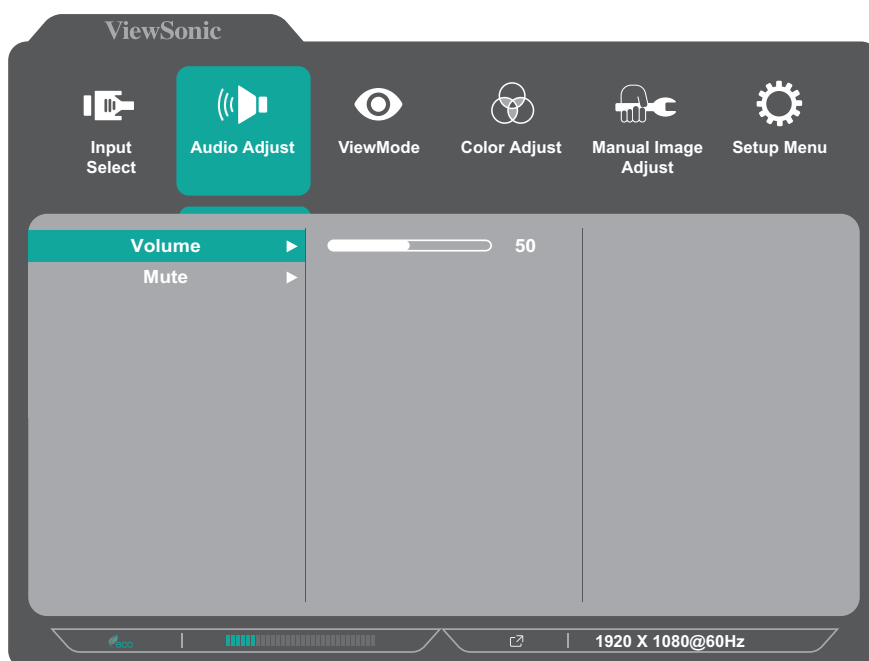 ViewSonic
Input
Select
Audio Adjust
ViewMode
Color Adjust
Manual Image
Adjust
Setup Menu
Volume
50
Mute
eco
1920 X 1080@60Hz